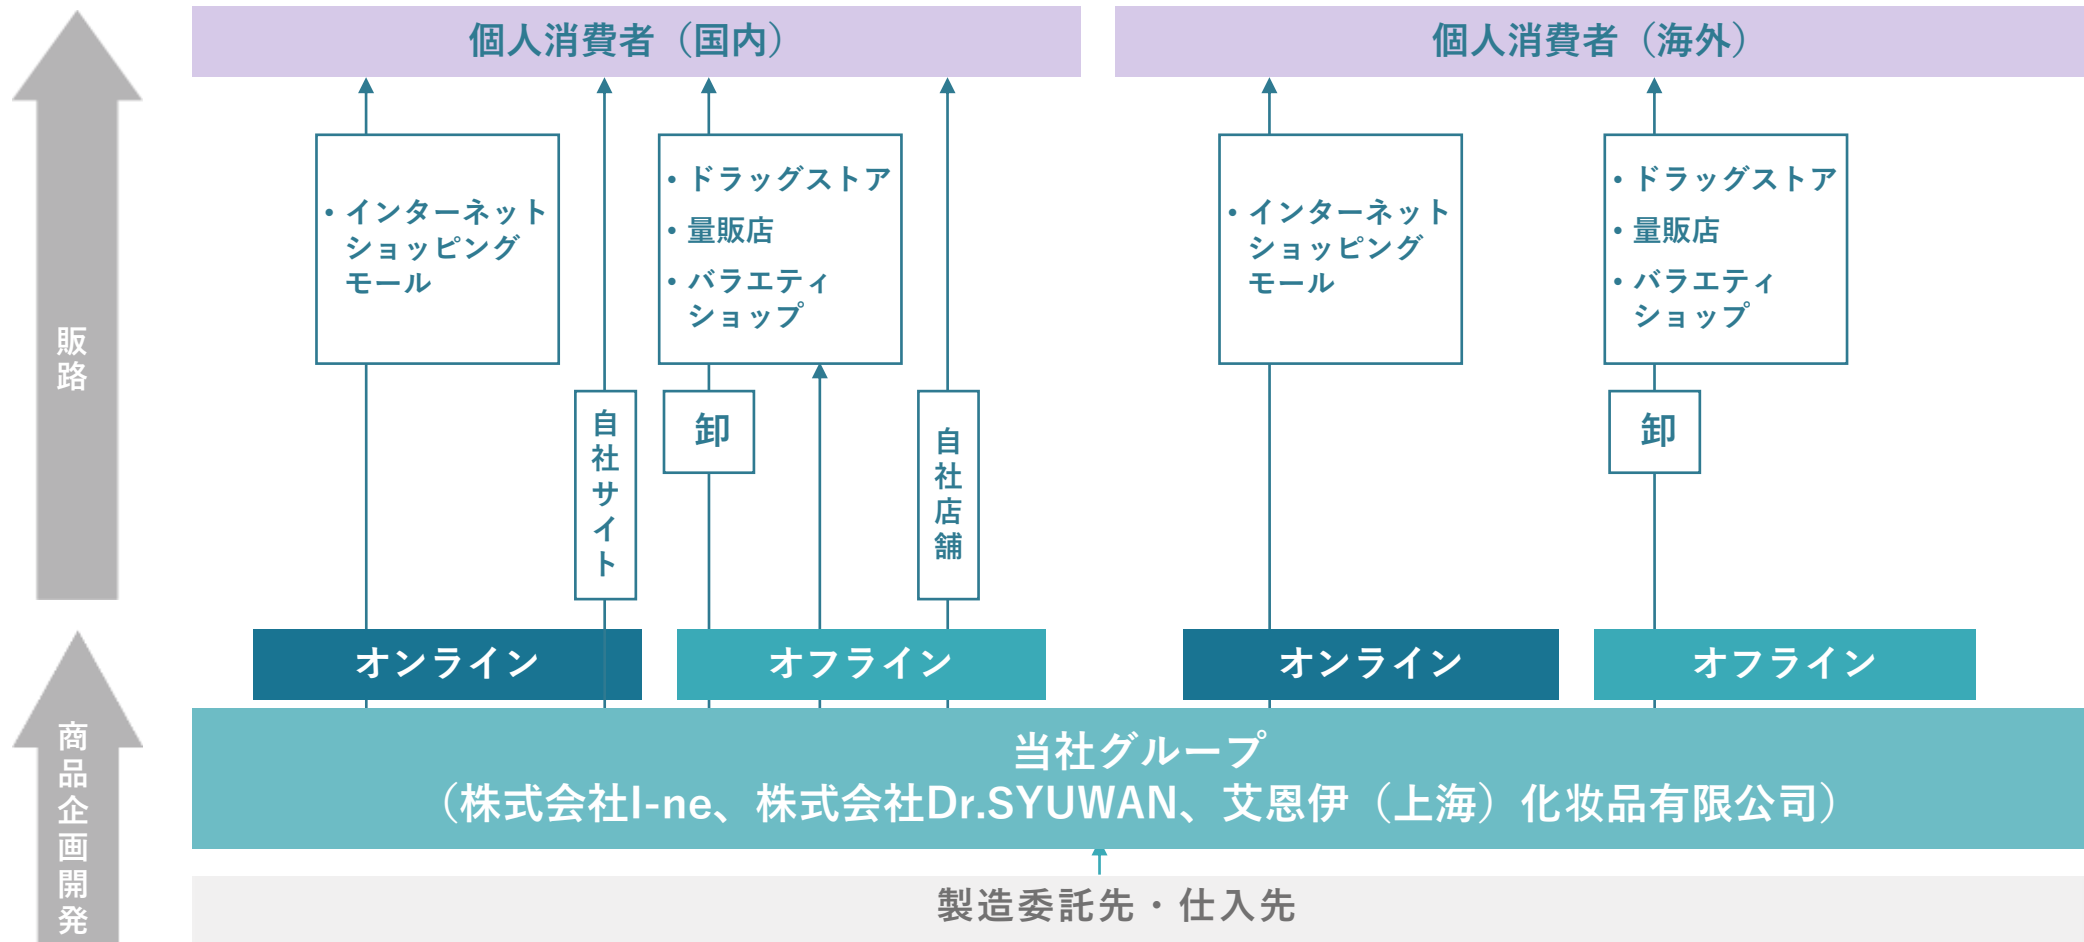 個人消費者（国内）
個人消費者（海外）
・インターネット
ショッピング
モール
・ドラッグストア
・量販店
・バラエティ
ショップ
・インターネット
ショッピング
モール
・ドラッグストア
・量販店
・バラエティ
ショップ
販路
自社サイト
卸
自社店舗
卸
オンライン
オフライン
オンライン
オフライン
商品企画開発
当社グループ
（株式会社I-ne、株式会社Dr.SYUWAN、艾恩伊（上海）化妆品有限公司）
製造委託先・仕入先